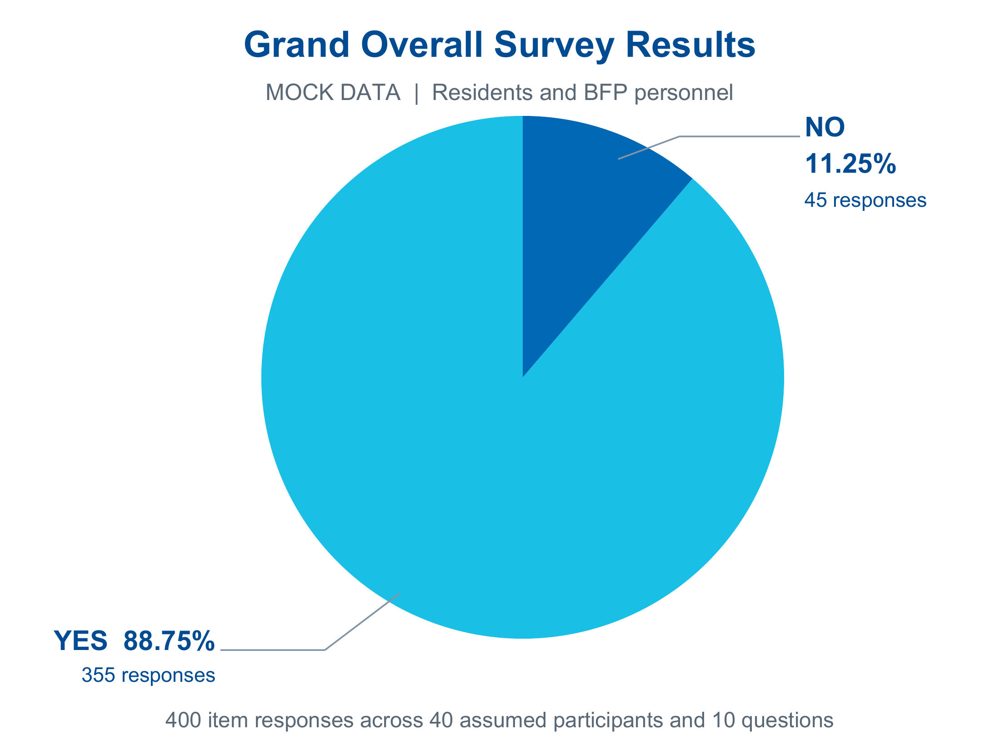 Grand Overall Survey Results
MOCK DATA | Residents and BFP personnel
NO
11.25%
45 responses
YES 88.75%
355 responses
400 item responses across 40 assumed participants and 10 questions